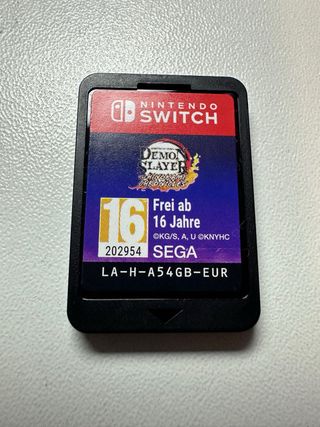 NINTENDO
SWITCH
DEMON
SLAYER
16
202954
Frei ab
16 Jahre
©KG/S, A, U ©KNYHC
SEGA
LA-H-A54GB-EUR